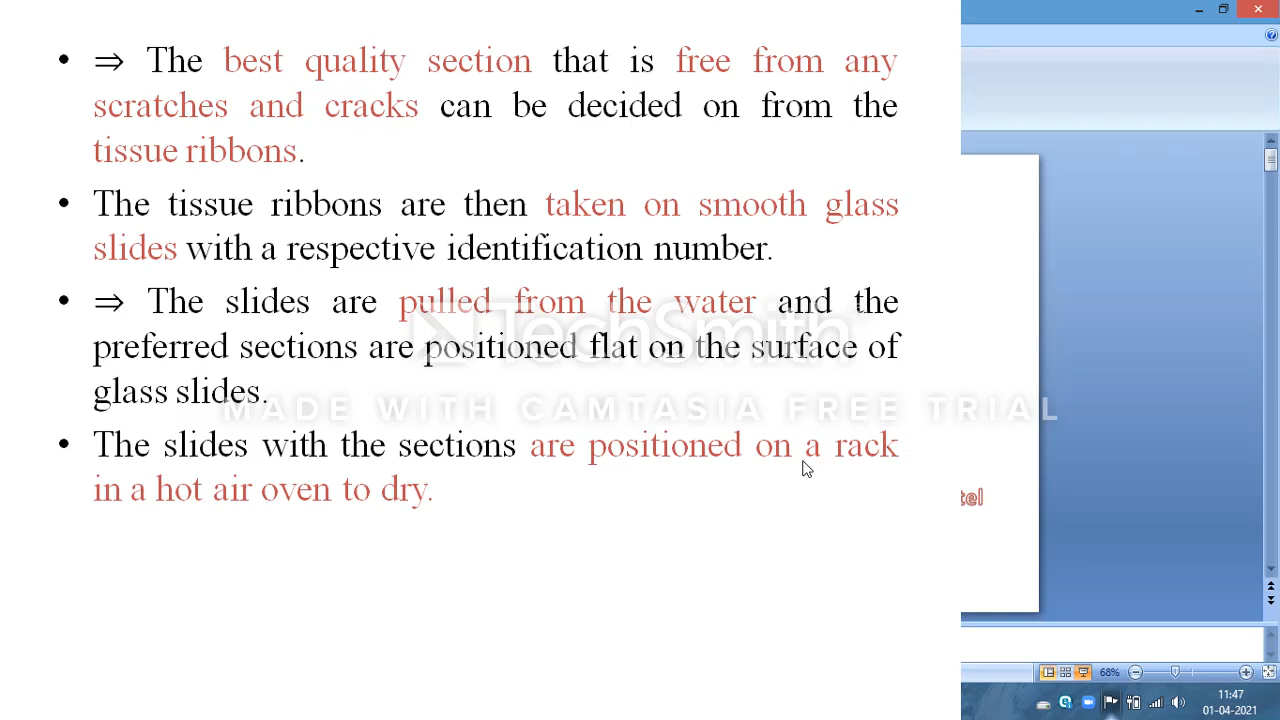 • ⇒ The best quality section that is free from any
scratches and cracks can be decided on from the
tissue ribbons.
• The tissue ribbons are then taken on smooth glass
slides with a respective identification number.
• ⇒ The slides are pulled from the water and the
preferred sections are positioned flat on the surface of
glass slides.
• The slides with the sections are positioned on a rack
in a hot air oven to dry.
TechSmith
MADE WITH CAMTASIA FREE TRIAL
tel
68%
11:47
01-04-2021